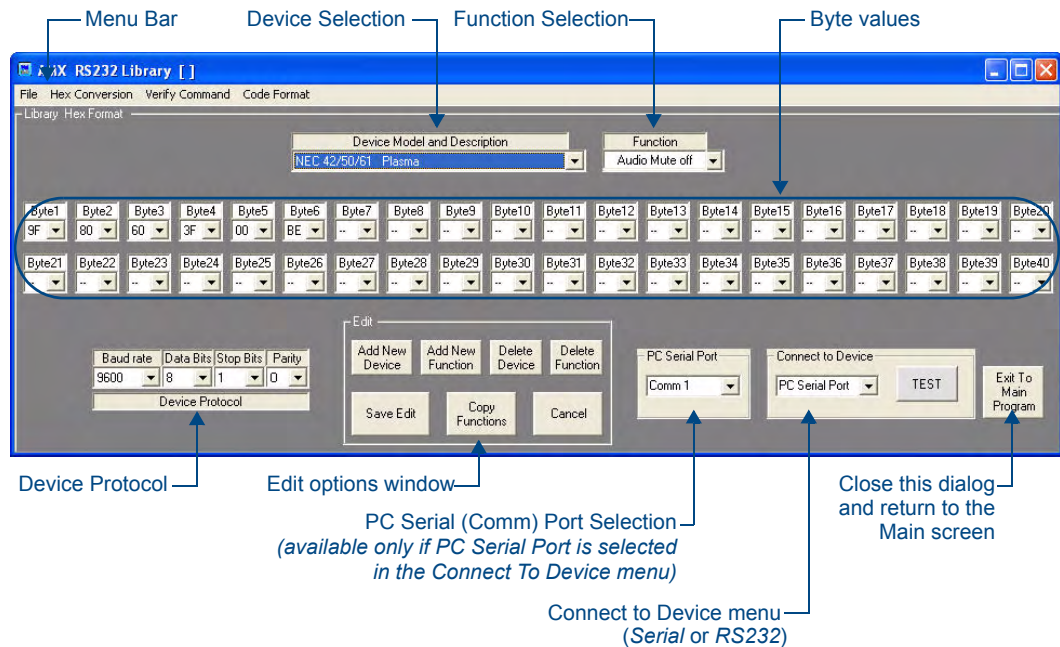 Menu Bar Device Selection Function Selection Byte values
AMX RS232 Library [ ]
File Hex Conversion Verify Command Code Format
Library Hex Format
Device Model and Description Function
NEC 42/50/61 Plasma Audio Mute off
Byte1 Byte2 Byte3 Byte4 Byte5 Byte6 Byte7 Byte8 Byte9 Byte10 Byte11 Byte12 Byte13 Byte14 Byte15 Byte16 Byte17 Byte18 Byte19 Byte20
9F 80 60 3F 00 BE -- -- -- -- -- -- -- -- -- -- -- -- -- --
Byte21 Byte22 Byte23 Byte24 Byte25 Byte26 Byte27 Byte28 Byte29 Byte30 Byte31 Byte32 Byte33 Byte34 Byte35 Byte36 Byte37 Byte38 Byte39 Byte40
-- -- -- -- -- -- -- -- -- -- -- -- -- -- -- -- -- -- -- --
Baud rate Data Bits Stop Bits Parity
9600 8 1 O
Device Protocol
Edit
Add New Device
Add New Function
Delete Device
Delete Function
Save Edit
Copy Functions
Cancel
PC Serial Port
Comm 1
Connect to Device
PC Serial Port TEST
Exit To
Main
Program
Device Protocol Edit options window
PC Serial (Comm) Port Selection
(available only if PC Serial Port is selected
in the Connect To Device menu)
Connect to Device menu
(Serial or RS232)
Close this dialog
and return to the
Main screen